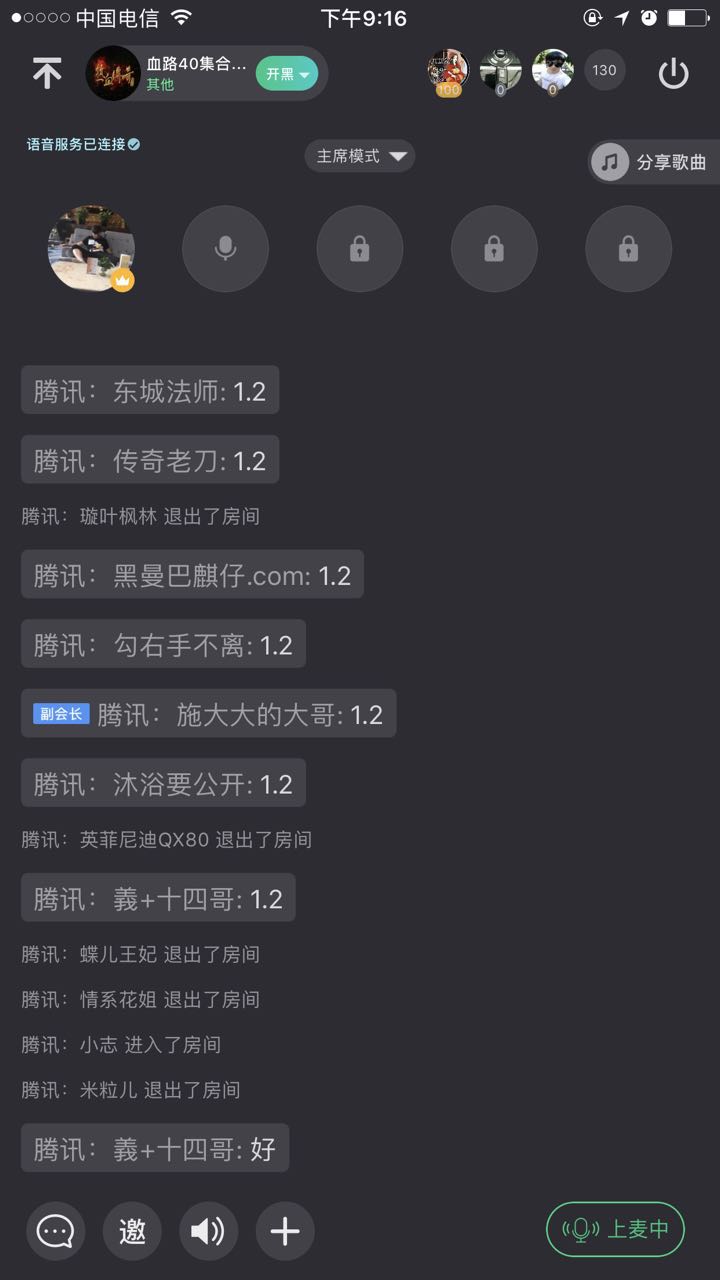 中国电信 下午9:16
血路40集合... 开黑 100 0 0 130
其他
语音服务已连接 主席模式 分享歌曲
腾讯： 东城法师: 1.2
腾讯： 传奇老刀: 1.2
腾讯： 璇叶枫林 退出了房间
腾讯： 黑曼巴麒仔.com: 1.2
腾讯： 勾右手不离: 1.2
副会长 腾讯： 施大大的大哥: 1.2
腾讯： 沐浴要公开: 1.2
腾讯： 英菲尼迪QX80 退出了房间
腾讯： 義+十四哥: 1.2
腾讯： 蝶儿王妃 退出了房间
腾讯： 情系花姐 退出了房间
腾讯： 小志 进入了房间
腾讯： 米粒儿 退出了房间
腾讯： 義+十四哥: 好
邀 上麦中